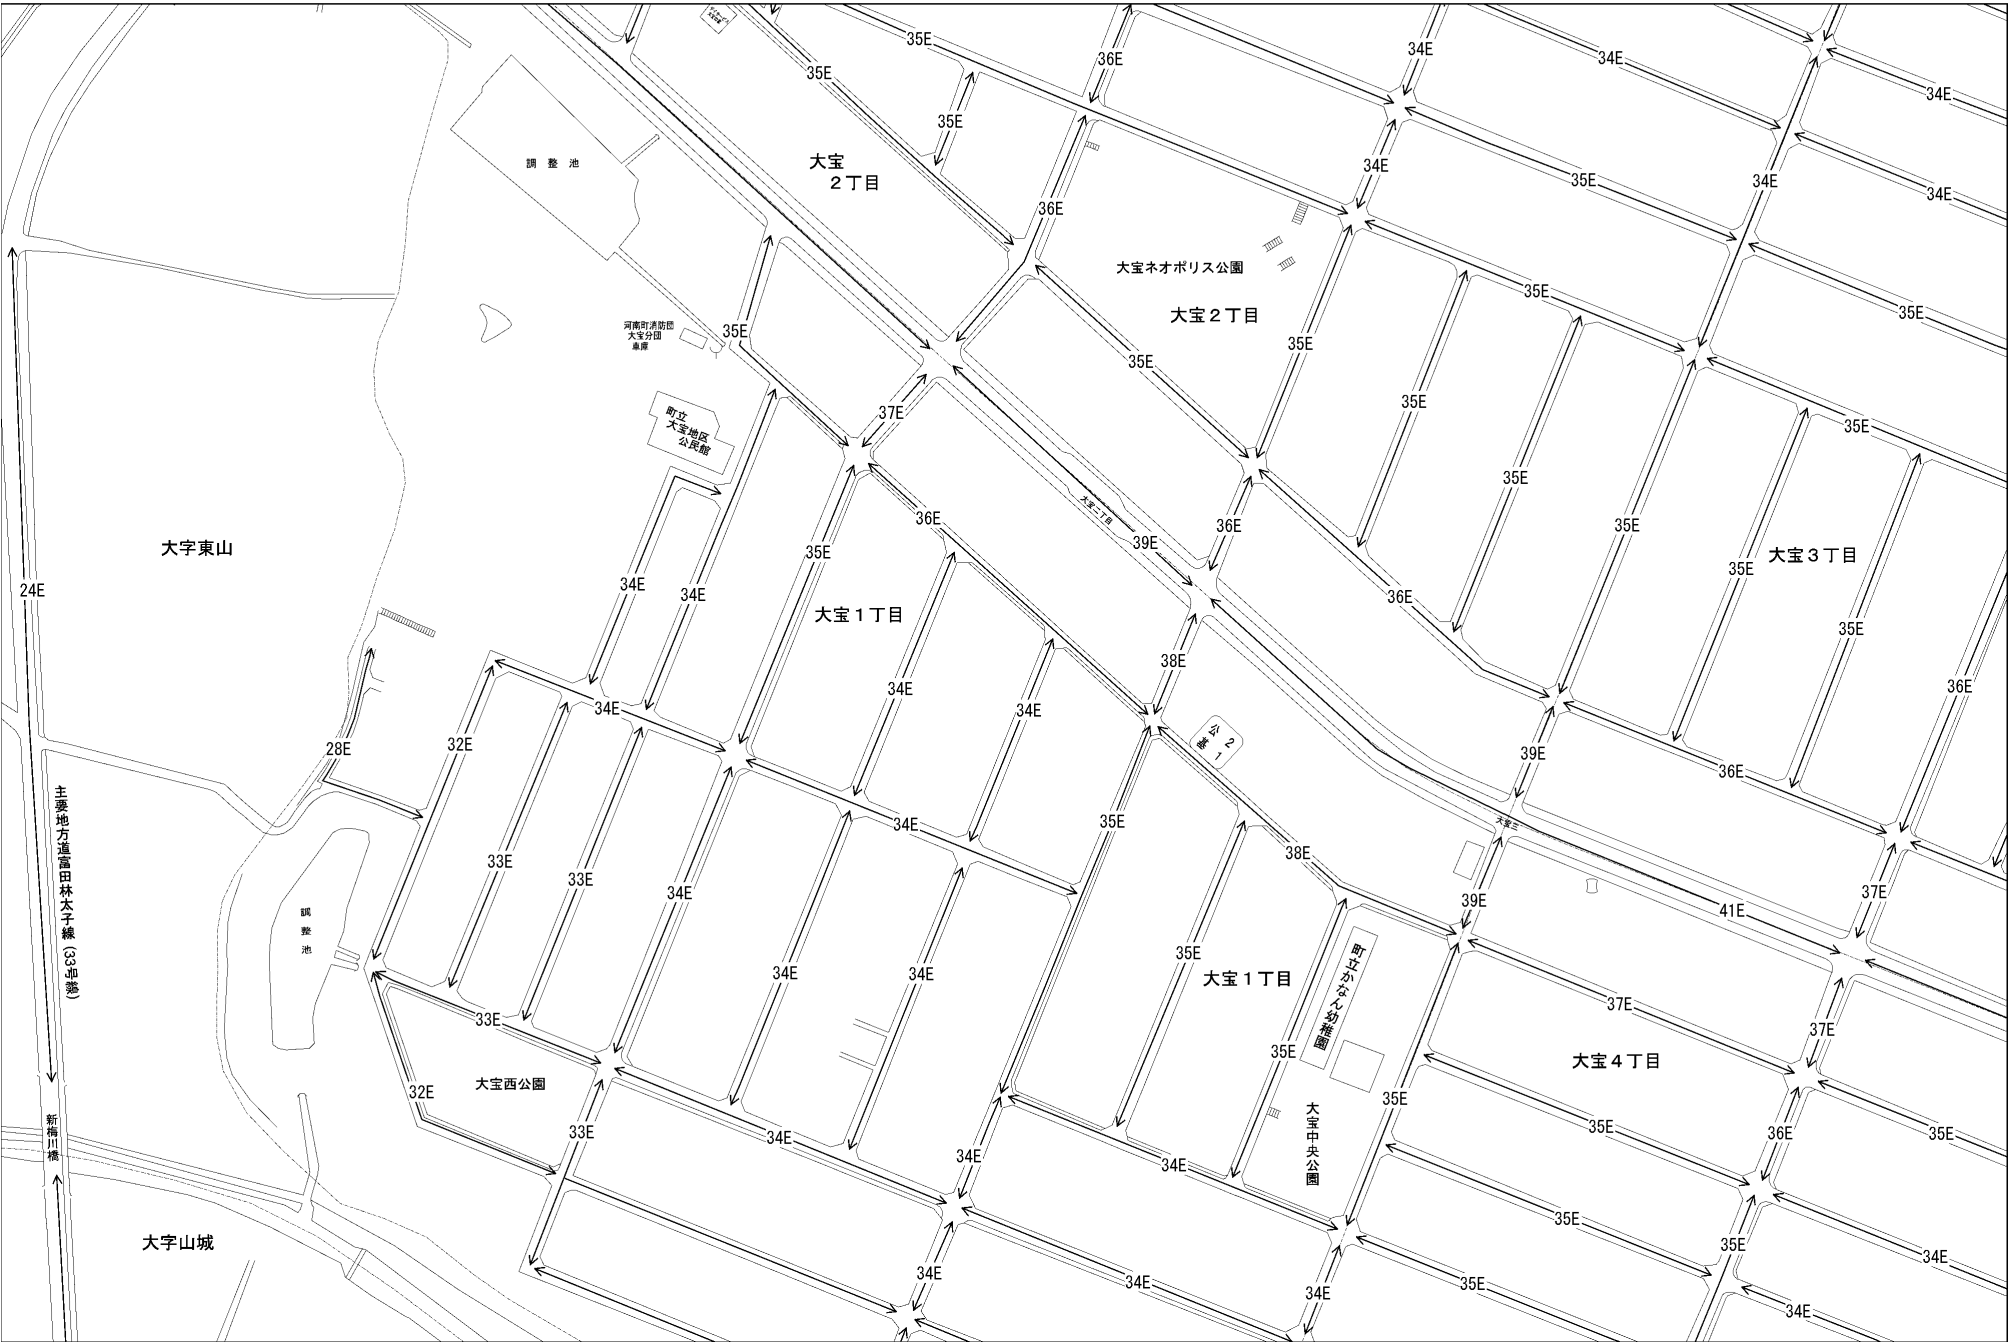 35E
36E
34E
34E
35E
34E
35E
調 整 池
大宝
2丁目
34E
35E
34E
34E
36E
大宝ネオポリス公園
35E
大宝2丁目
35E
河南町消防団
大宝分団
車庫
35E
35E
35E
37E
35E
35E
町立
大宝地区
公民館
35E
36E
36E
35E
35E
大宝二丁目
39E
大字東山
35E
大宝3丁目
35E
24E
34E
34E
36E
大宝1丁目
35E
38E
34E
36E
34E
34E
32E
28E
公基
2
1
39E
36E
主要地方道富田林太子線(33号線)
35E
34E
大宝三
33E
38E
33E
34E
37E
39E
41E
調
整
池
町立かなん幼稚園
35E
34E
34E
大宝1丁目
33E
37E
37E
35E
大宝4丁目
大宝西公園
32E
35E
大宝中央公園
新梅川橋
33E
34E
35E
36E
35E
34E
34E
35E
大字山城
35E
34E
34E
34E
35E
34E
34E